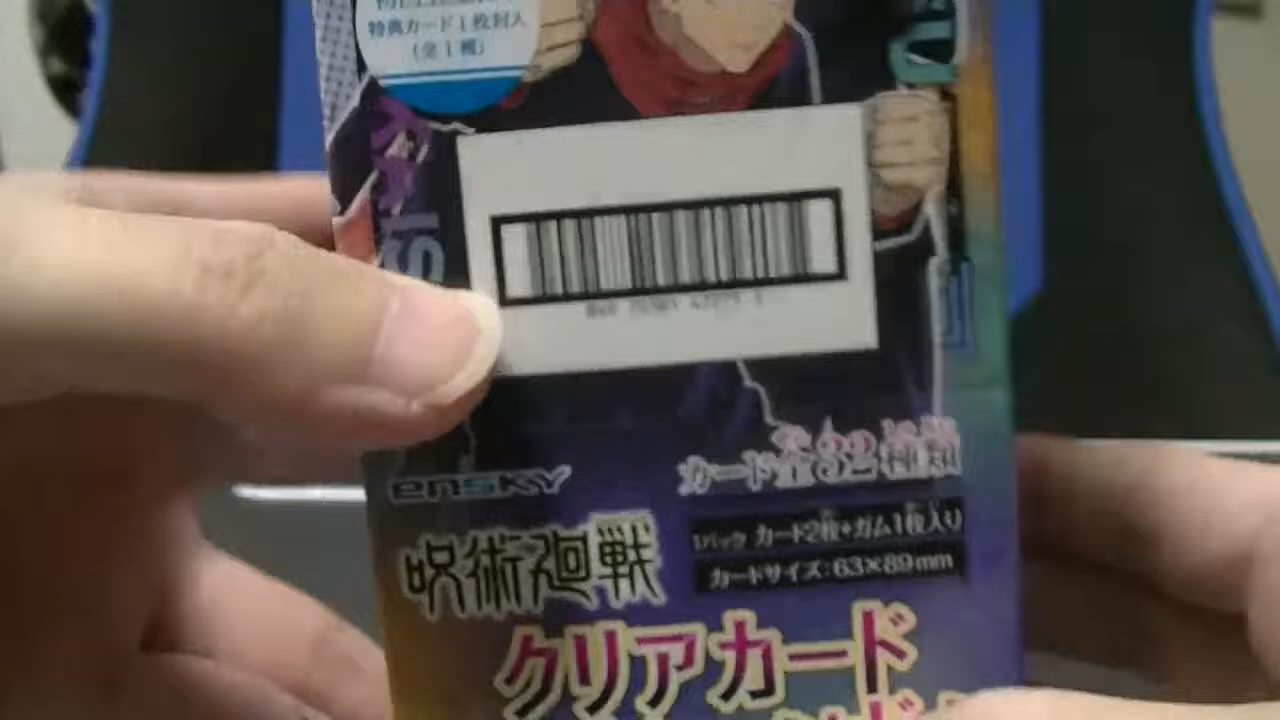 特典カード1枚封入
(全1種)
ensky
カード全32種類
呪術廻戦
1パック カード2枚+ガム1枚入り
カードサイズ:63×89mm
クリアカード